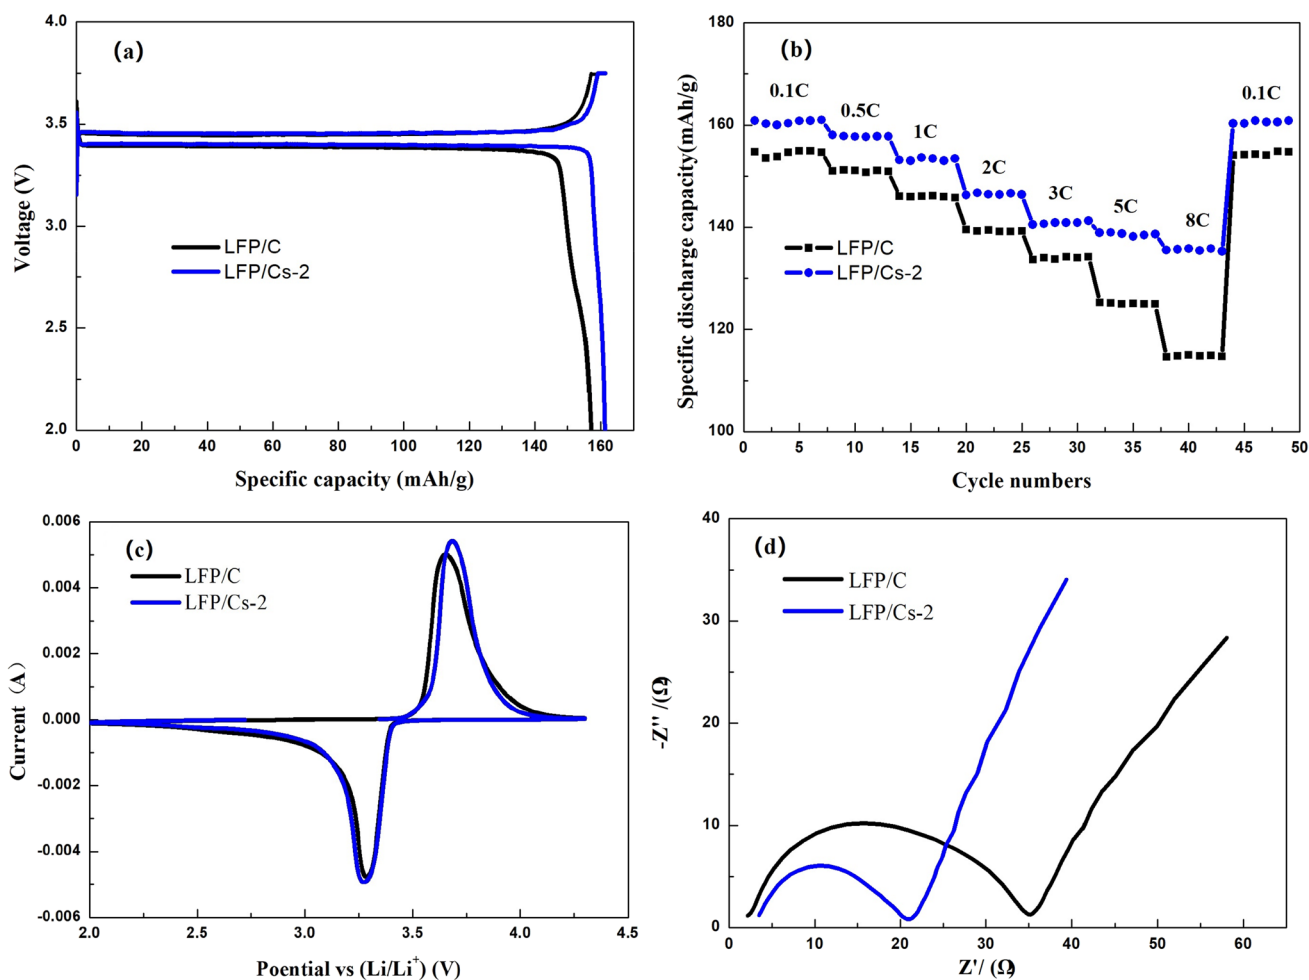 (a)
4.0
3.5
3.0
2.5
2.0
Voltage (V)
LFP/C
LFP/Cs-2
0 20 40 60 80 100 120 140 160
Specific capacity (mAh/g)
(b)
180
160
140
120
100
Specific discharge capacity(mAh/g)
0.1C
0.5C
1C
2C
3C
5C
8C
0.1C
LFP/C
LFP/Cs-2
0 5 10 15 20 25 30 35 40 45 50
Cycle numbers
(c)
0.006
0.004
0.002
0.000
-0.002
-0.004
-0.006
Current (A)
LFP/C
LFP/Cs-2
2.0 2.5 3.0 3.5 4.0 4.5
Poential vs (Li/Li⁺) (V)
(d)
40
30
20
10
0
-Z''/(Ω)
LFP/C
LFP/Cs-2
0 10 20 30 40 50 60
Z'/ (Ω)